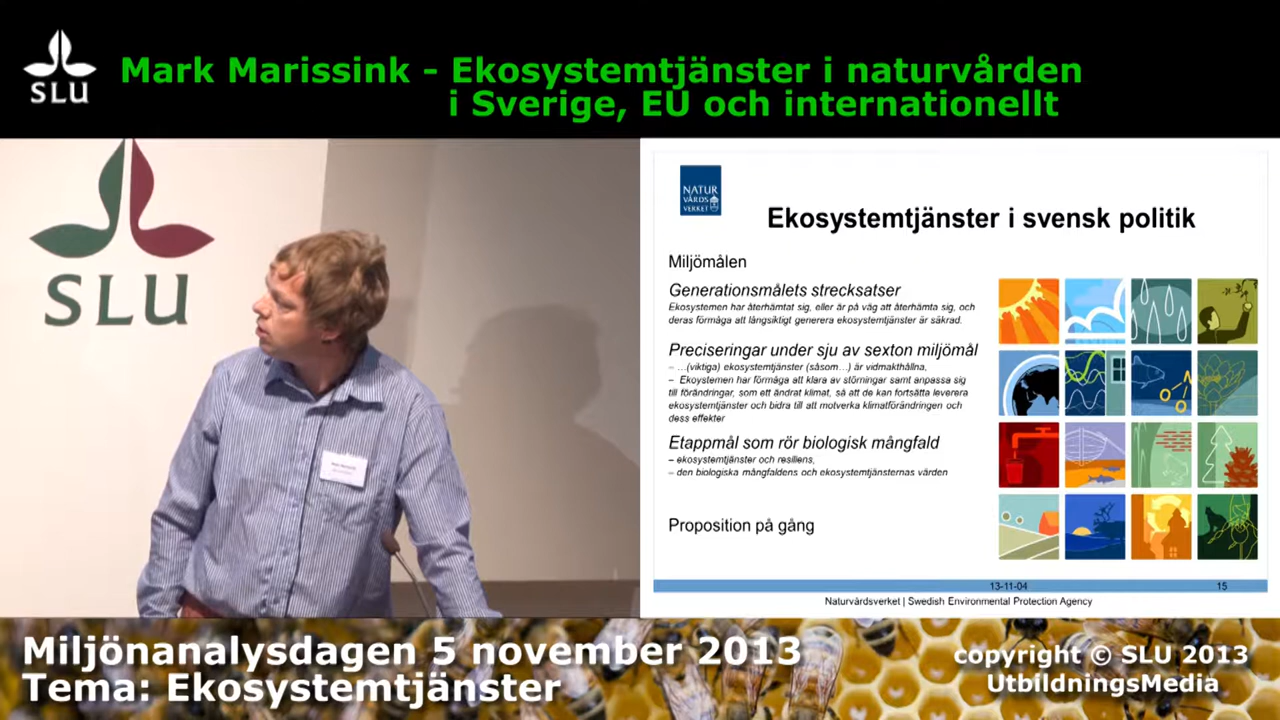 SLU
Mark Marissink - Ekosystemtjänster i naturvården
i Sverige, EU och internationellt
SLU
NATUR
VÅRDS
VERKET
Ekosystemtjänster i svensk politik
Miljömålen
Generationsmålets strecksatser
Ekosystemen har återhämtat sig, eller är på väg att återhämta sig, och
deras förmåga att långsiktigt generera ekosystemtjänster är säkrad.
Preciseringar under sju av sexton miljömål
– …(viktiga) ekosystemtjänster (såsom…) är vidmakthållna,
– Ekoystemen har förmåga att klara av störningar samt anpassa sig
till förändringar, som ett ändrat klimat, så att de kan fortsätta leverera
ekosystemtjänster och bidra till att motverka klimatförändringen och
dess effekter
Etappmål som rör biologisk mångfald
– ekosystemtjänster och resiliens,
– den biologiska mångfaldens och ekosystemtjänsternas värden
Proposition på gång
13-11-04
15
Naturvårdsverket | Swedish Environmental Protection Agency
Miljönanalysdagen 5 november 2013
Tema: Ekosystemtjänster
copyright © SLU 2013
UtbildningsMedia